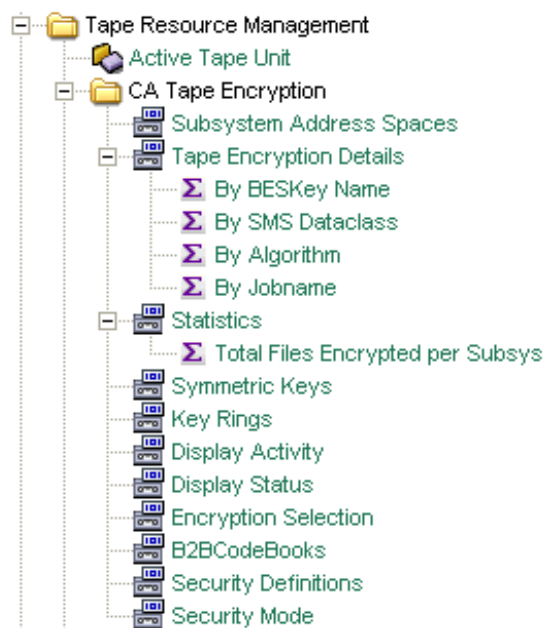 Tape Resource Management
Active Tape Unit
CA Tape Encryption
Subsystem Address Spaces
Tape Encryption Details
Σ By BESKey Name
Σ By SMS Dataclass
Σ By Algorithm
Σ By Jobname
Statistics
Σ Total Files Encrypted per Subsys
Symmetric Keys
Key Rings
Display Activity
Display Status
Encryption Selection
B2BCodeBooks
Security Definitions
Security Mode